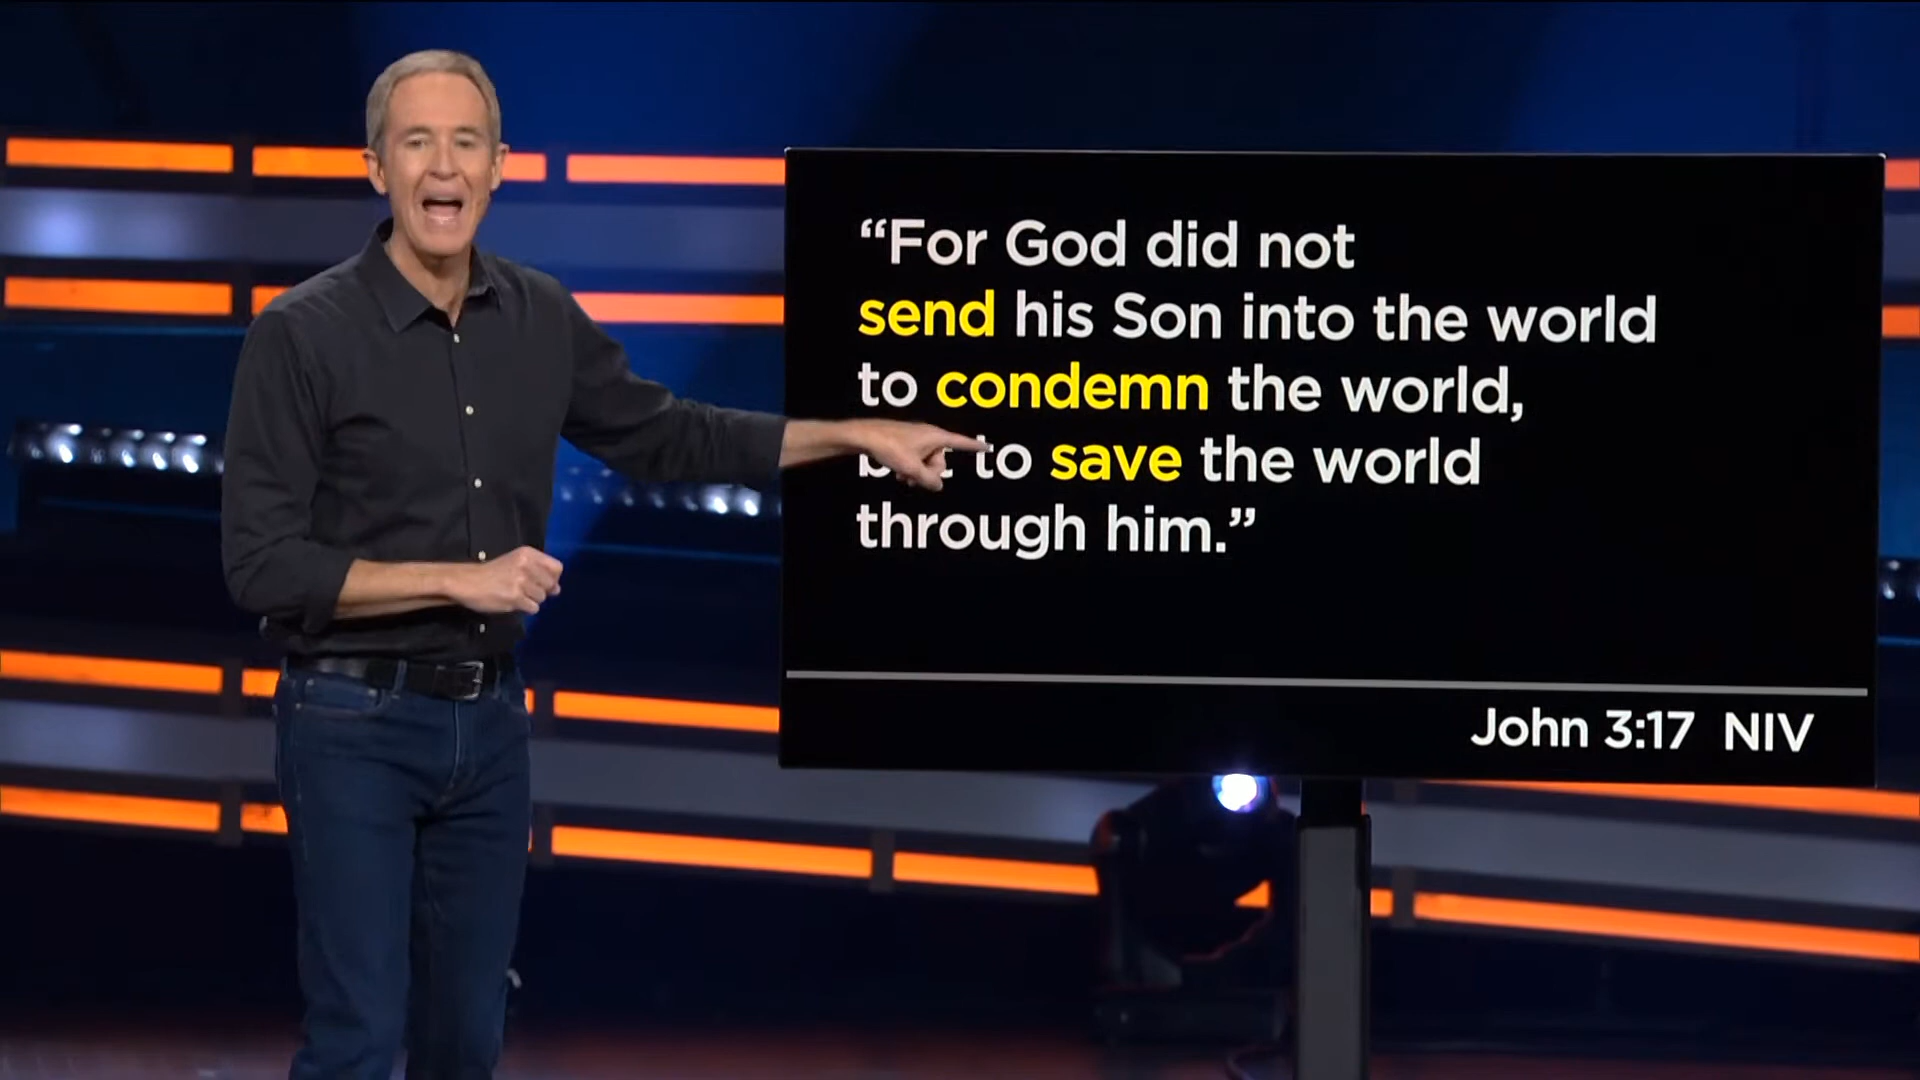 “For God did not
send his Son into the world
to condemn the world,
to save the world
through him.”
John 3:17 NIV